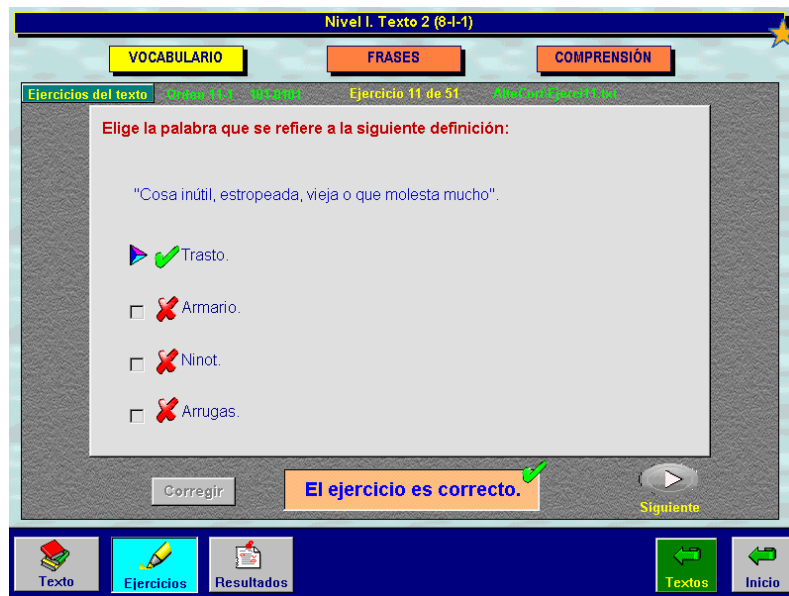 Nivel I. Texto 2 (8-I-1)
VOCABULARIO
FRASES
COMPRENSIÓN
Ejercicios del texto
Ejercicio 11 de 51
Elige la palabra que se refiere a la siguiente definición:
"Cosa inútil, estropeada, vieja o que molesta mucho".
Trasto.
Armario.
Ninot.
Arrugas.
Corregir
El ejercicio es correcto.
Siguiente
Texto
Ejercicios
Resultados
Textos
Inicio